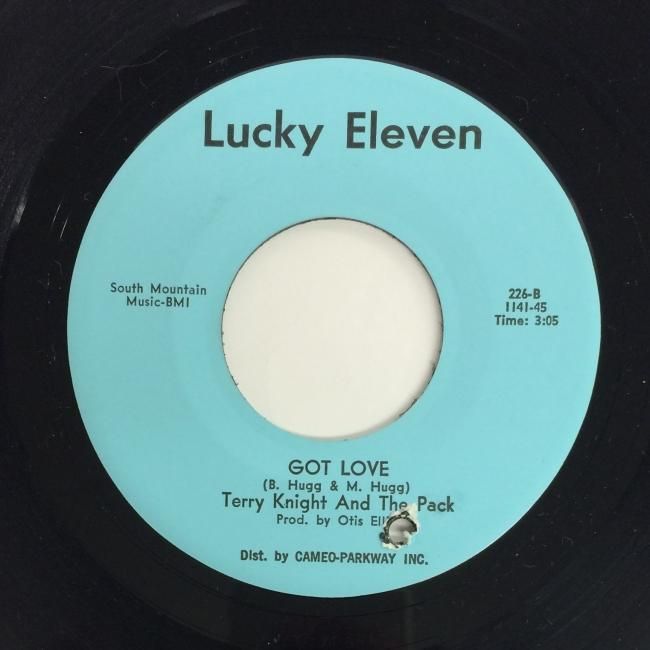 Lucky Eleven
South Mountain
Music-BMI
226-B
1141-45
Time: 3:05
GOT LOVE
(B. Hugg & M. Hugg)
Terry Knight And The Pack
Prod. by Otis
Dist. by CAMEO-PARKWAY INC.